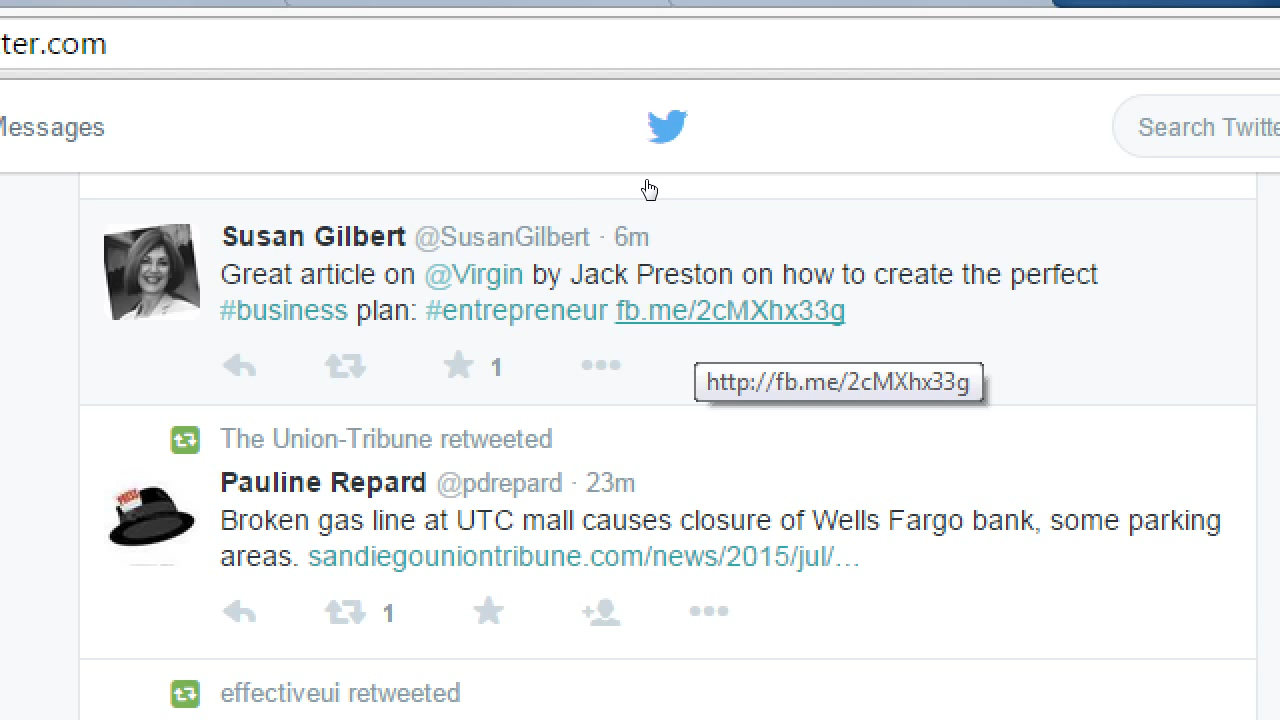 ter.com
Messages
Search Twitte
Susan Gilbert @SusanGilbert · 6m
Great article on @Virgin by Jack Preston on how to create the perfect
#business plan: #entrepreneur fb.me/2cMXhx33g
1
http://fb.me/2cMXhx33g
The Union-Tribune retweeted
Pauline Repard @pdrepard · 23m
PRESS
Broken gas line at UTC mall causes closure of Wells Fargo bank, some parking
areas. sandiegouniontribune.com/news/2015/jul/…
1
effectiveui retweeted